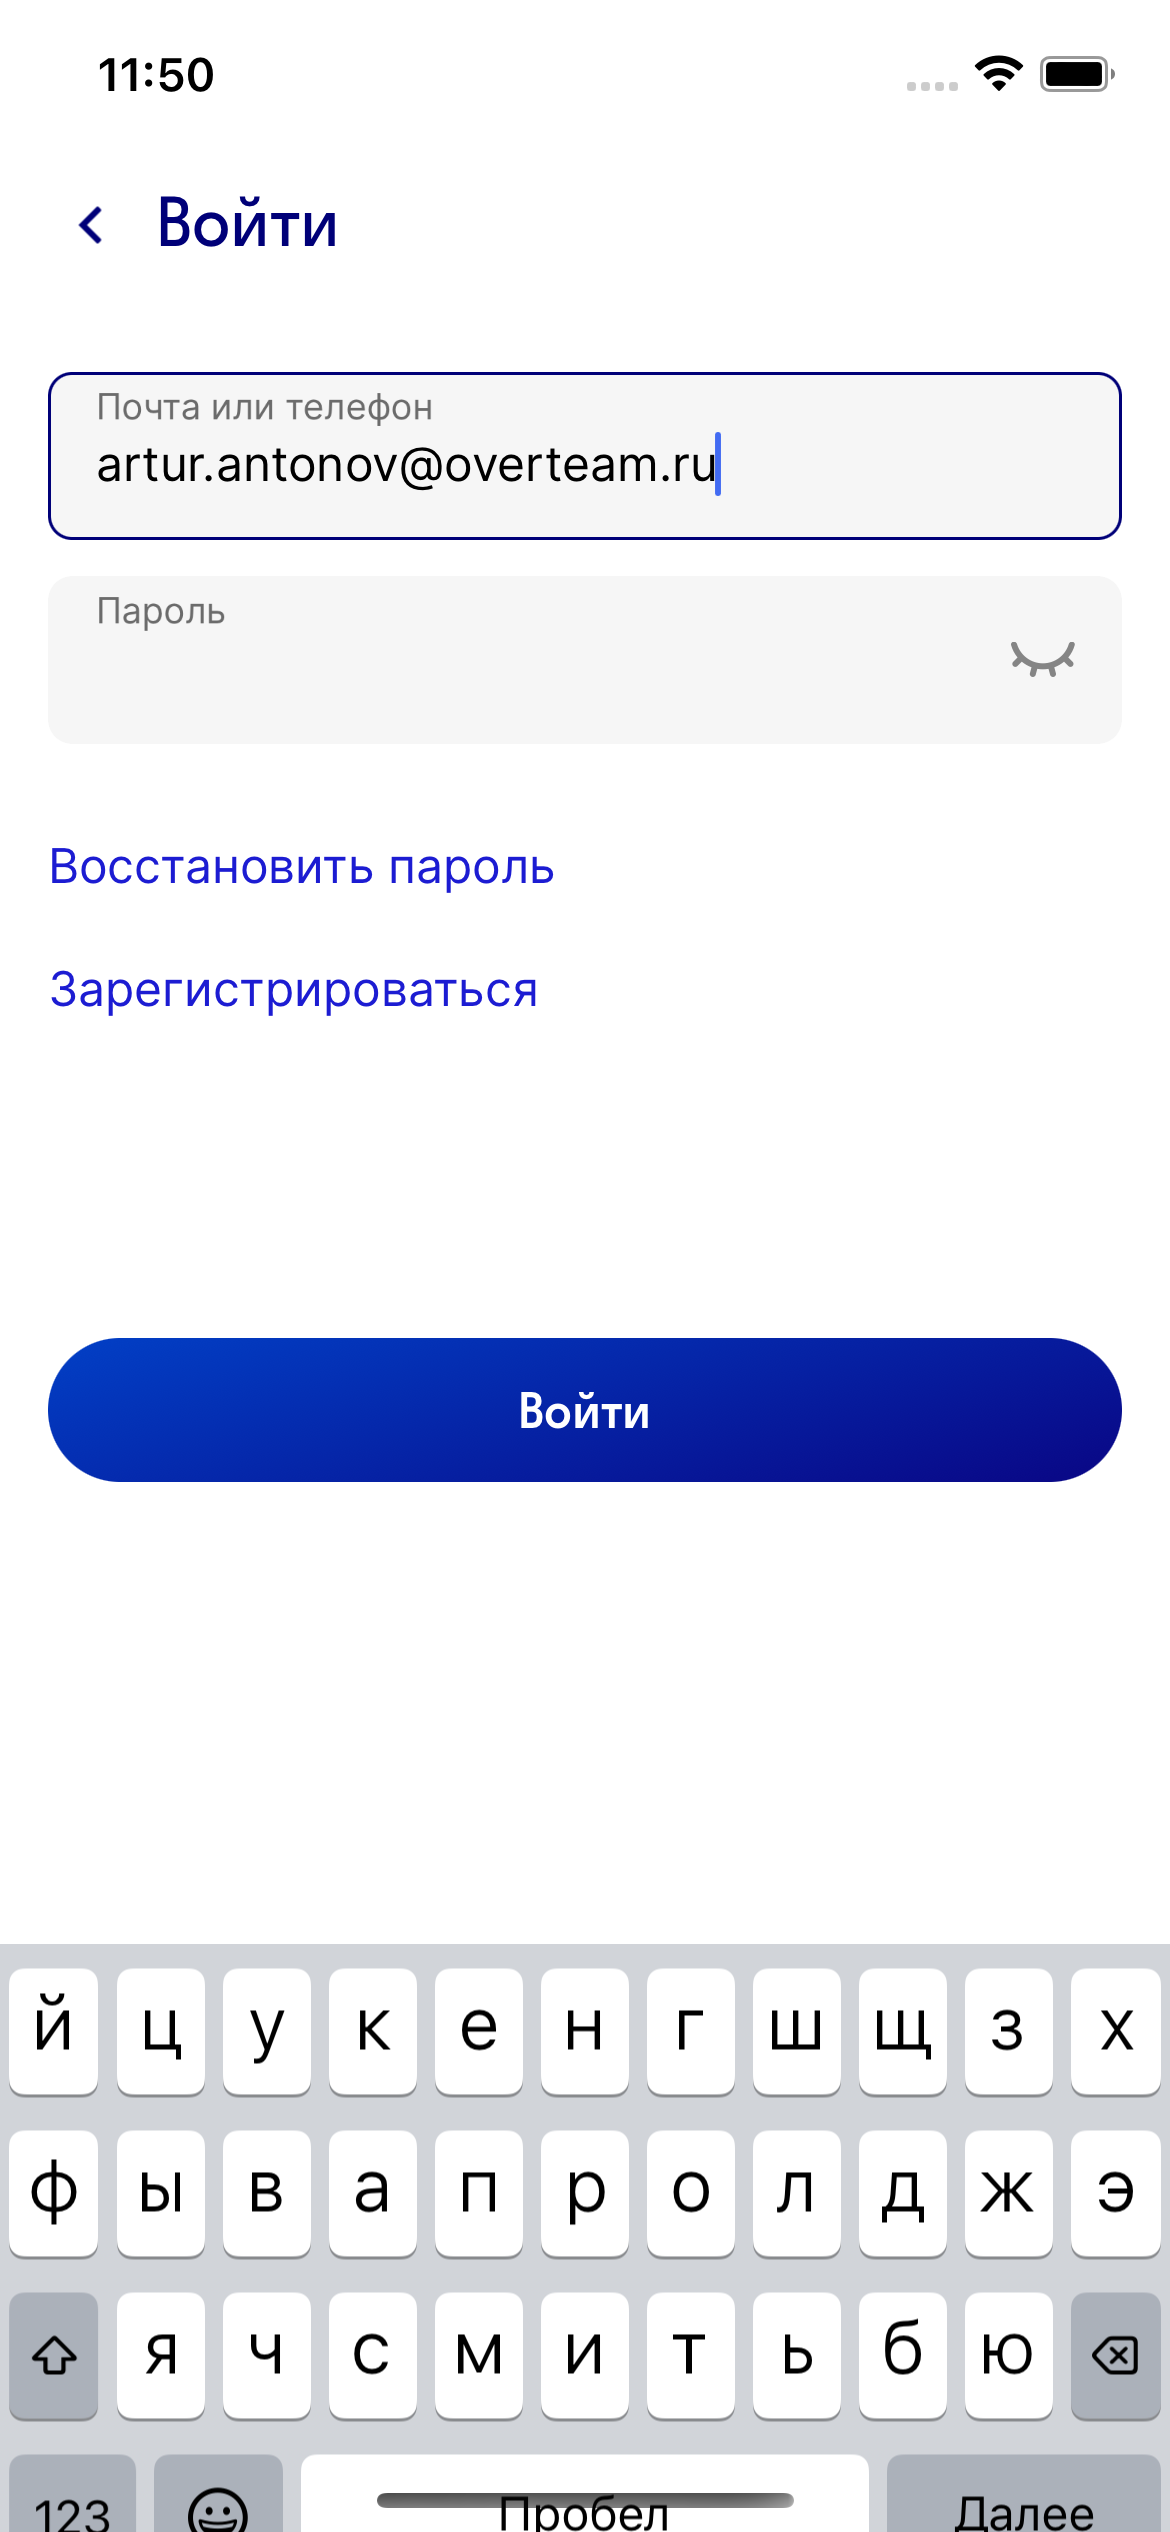 11:50
Войти
Почта или телефон
artur.antonov@overteam.ru
Пароль
Восстановить пароль
Зарегистрироваться
Войти
й ц у к е н г ш щ з х
ф ы в а п р о л д ж э
я ч с м и т ь б ю
123 Пробел Далее